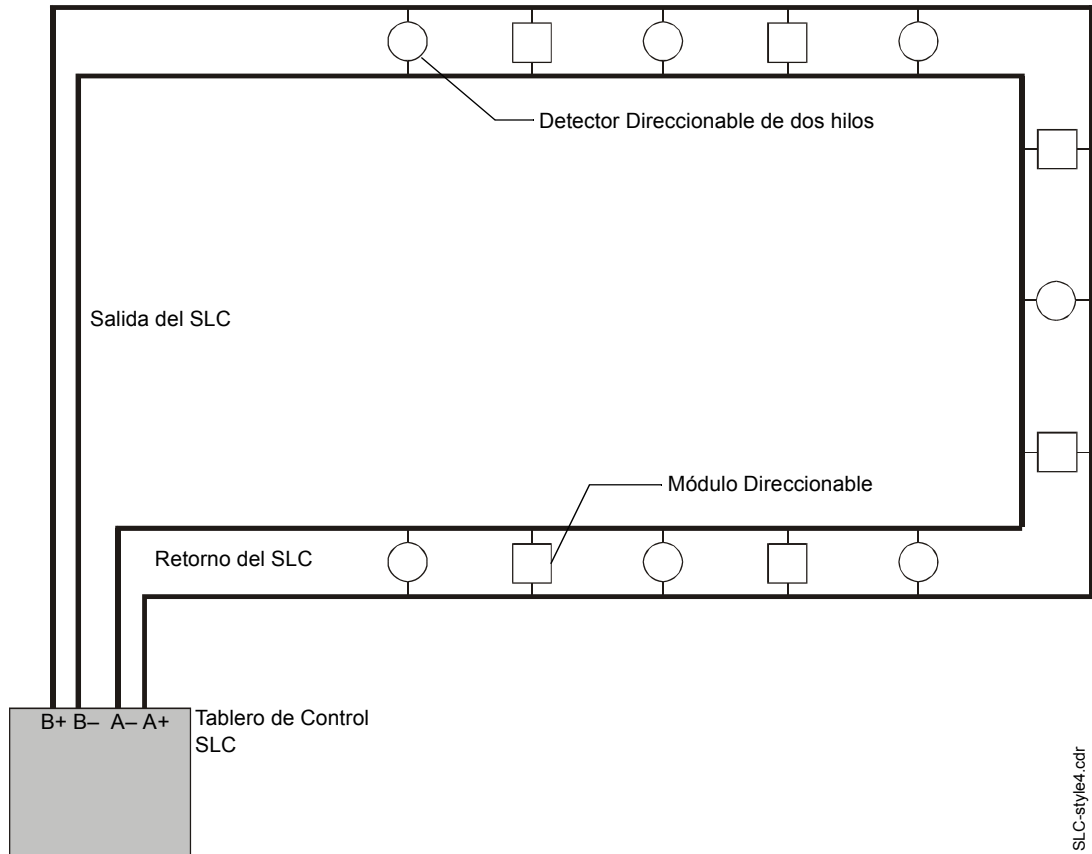 Detector Direccionable de dos hilos
Salida del SLC
Módulo Direccionable
Retorno del SLC
B+ B– A– A+
Tablero de Control
SLC
SLC-style4.cdr